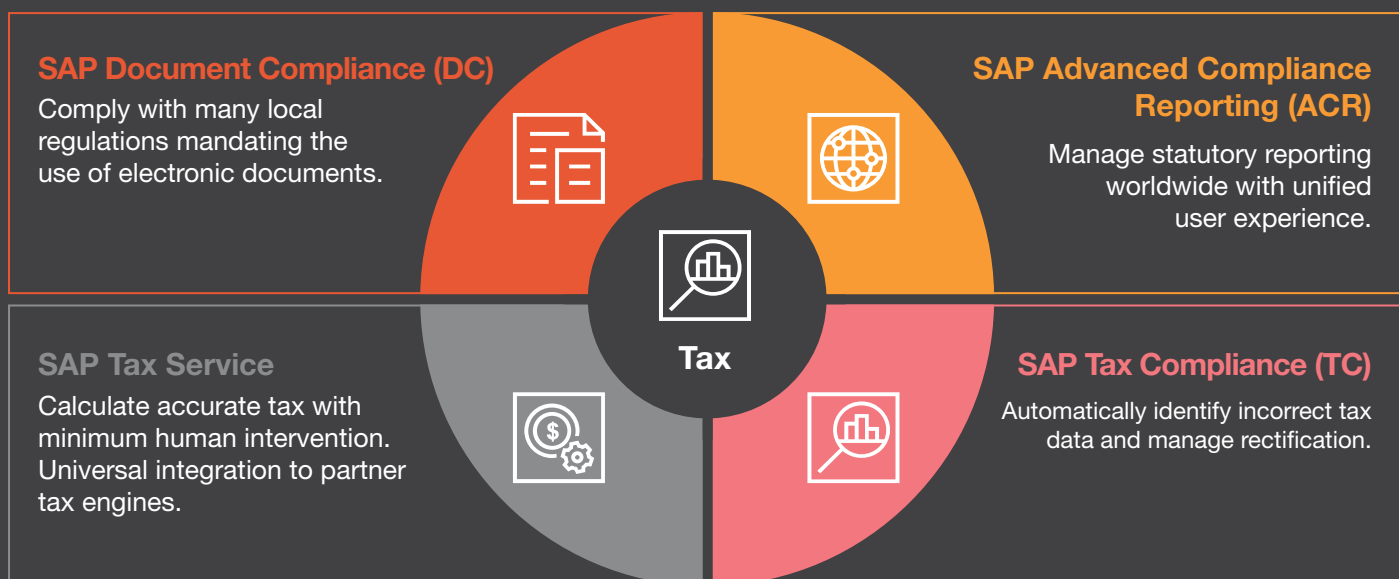 SAP Document Compliance (DC)
Comply with many local
regulations mandating the
use of electronic documents.
SAP Advanced Compliance
Reporting (ACR)
Manage statutory reporting
worldwide with unified
user experience.
Tax
SAP Tax Service
Calculate accurate tax with
minimum human intervention.
Universal integration to partner
tax engines.
$
SAP Tax Compliance (TC)
Automatically identify incorrect tax
data and manage rectification.